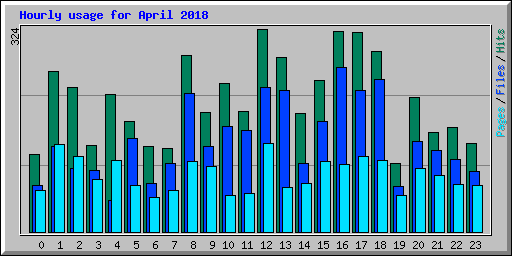 Hourly usage for April 2018
324
Pages/Files/Hits
0 1 2 3 4 5 6 7 8 9 10 11 12 13 14 15 16 17 18 19 20 21 22 23